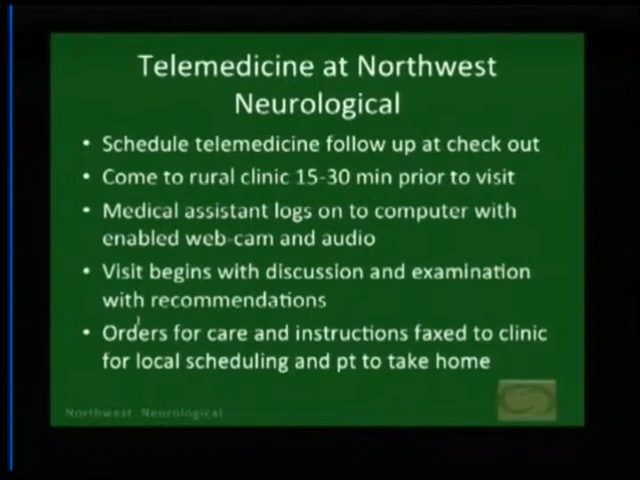 Telemedicine at Northwest
Neurological
• Schedule telemedicine follow up at check out
• Come to rural clinic 15-30 min prior to visit
• Medical assistant logs on to computer with
enabled web-cam and audio
• Visit begins with discussion and examination
with recommendations
• Orders for care and instructions faxed to clinic
for local scheduling and pt to take home
Northwest Neurological